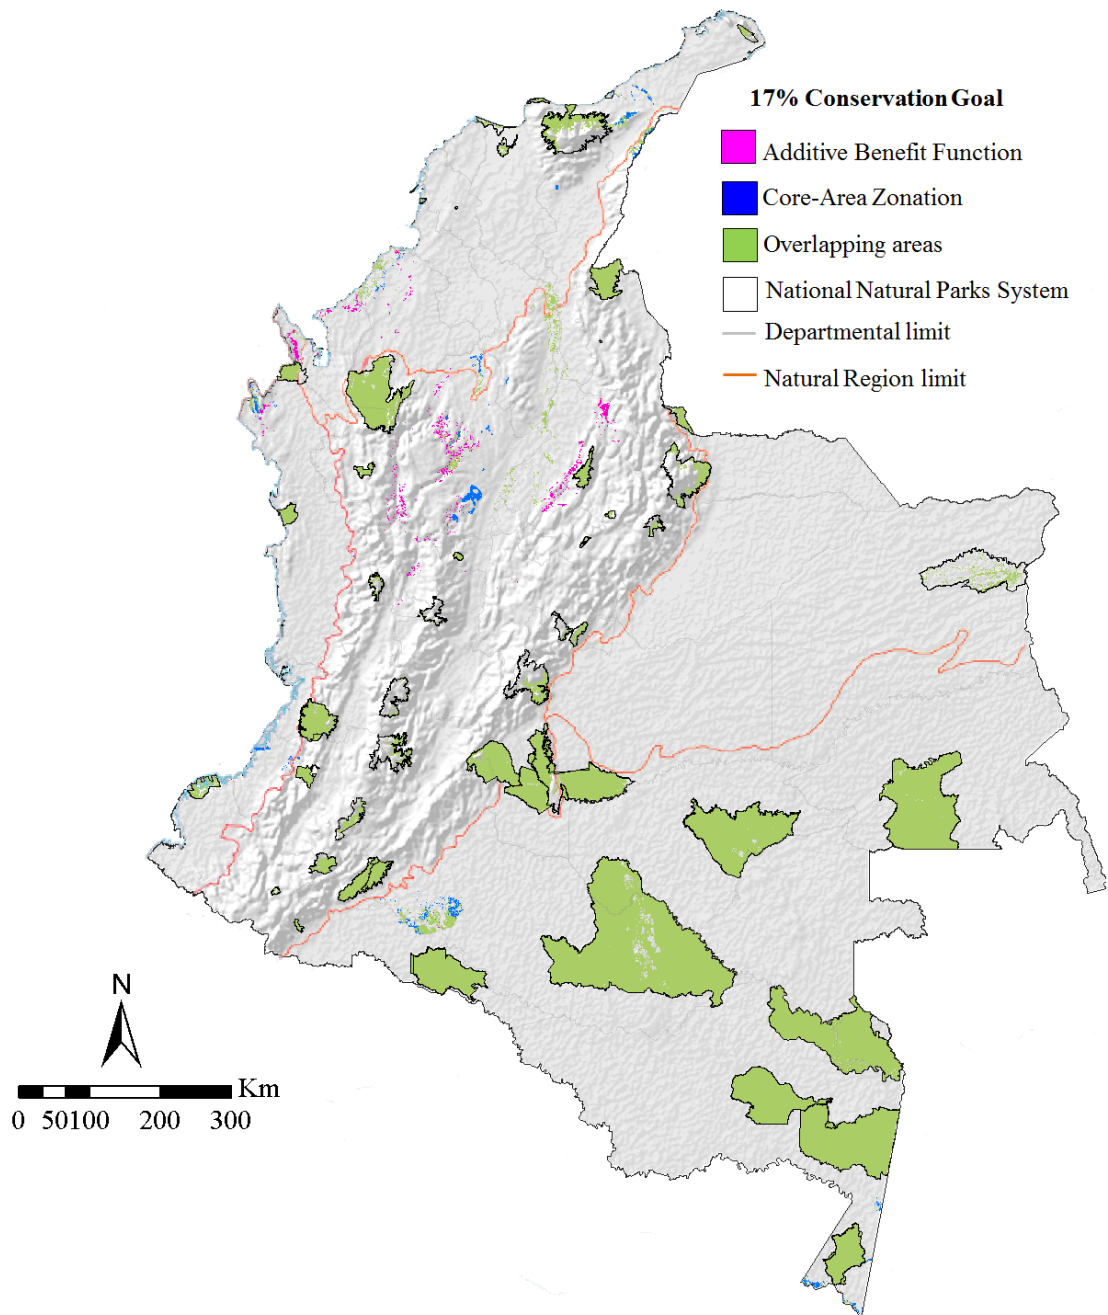 17% Conservation Goal
Additive Benefit Function
Core-Area Zonation
Overlapping areas
National Natural Parks System
Departmental limit
Natural Region limit
N
Km
0 50100 200 300